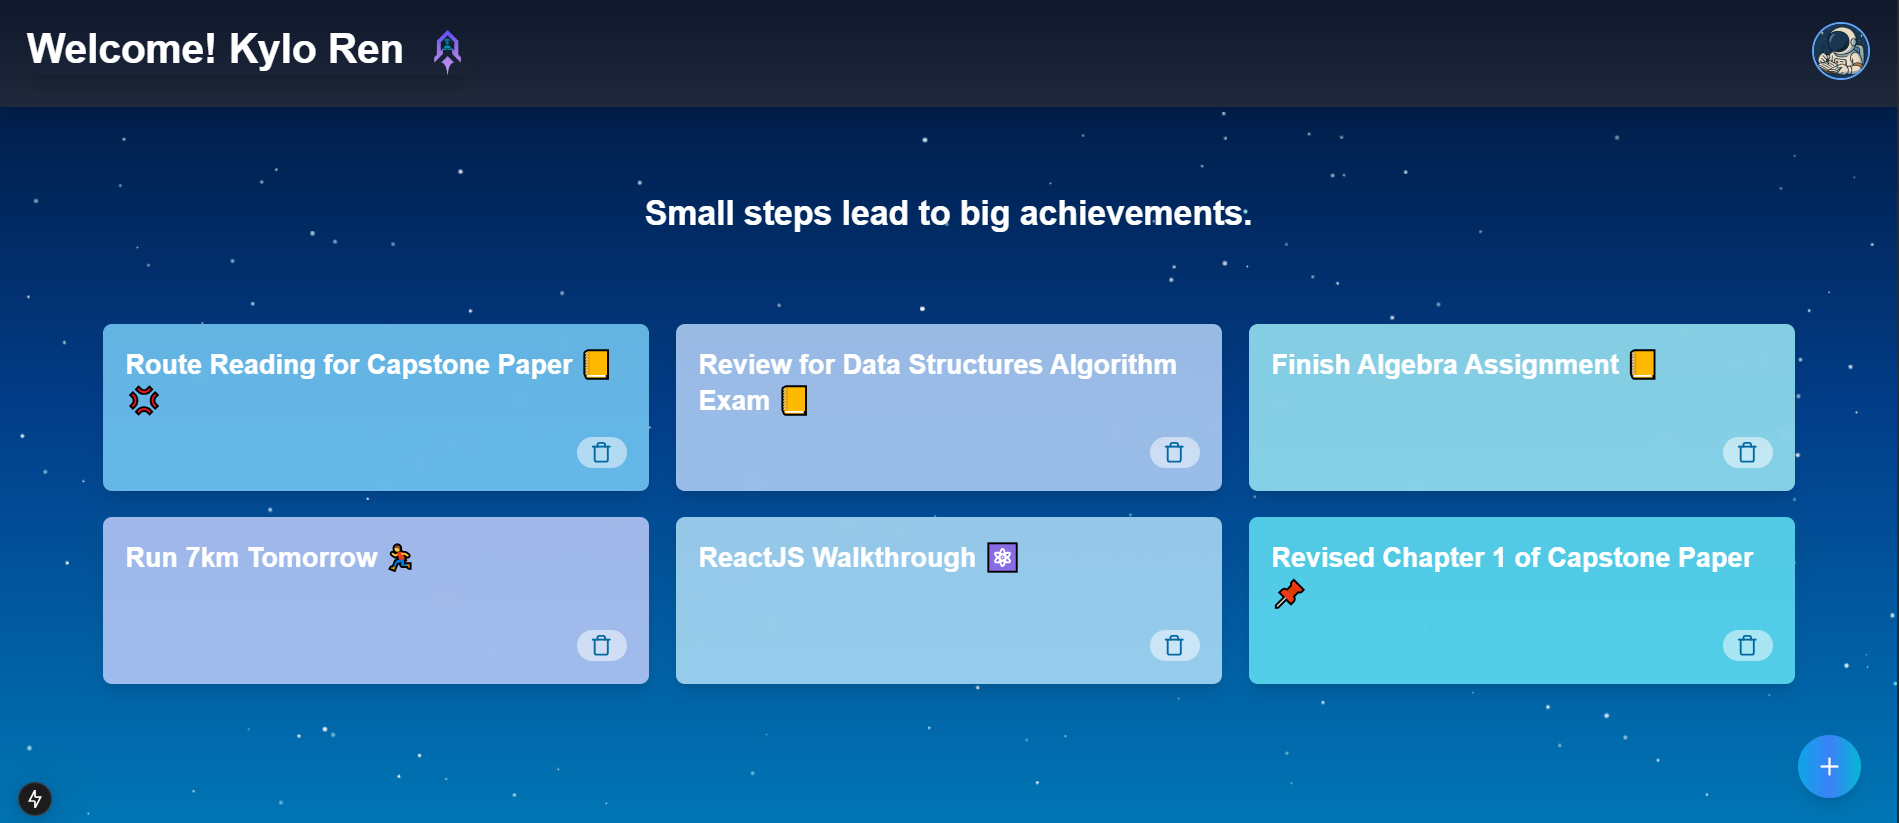 Welcome! Kylo Ren
Small steps lead to big achievements.
Route Reading for Capstone Paper 📒
💢
Review for Data Structures Algorithm
Exam 📒
Finish Algebra Assignment 📒
Run 7km Tomorrow 🏃
ReactJS Walkthrough ⚛️
Revised Chapter 1 of Capstone Paper
📌